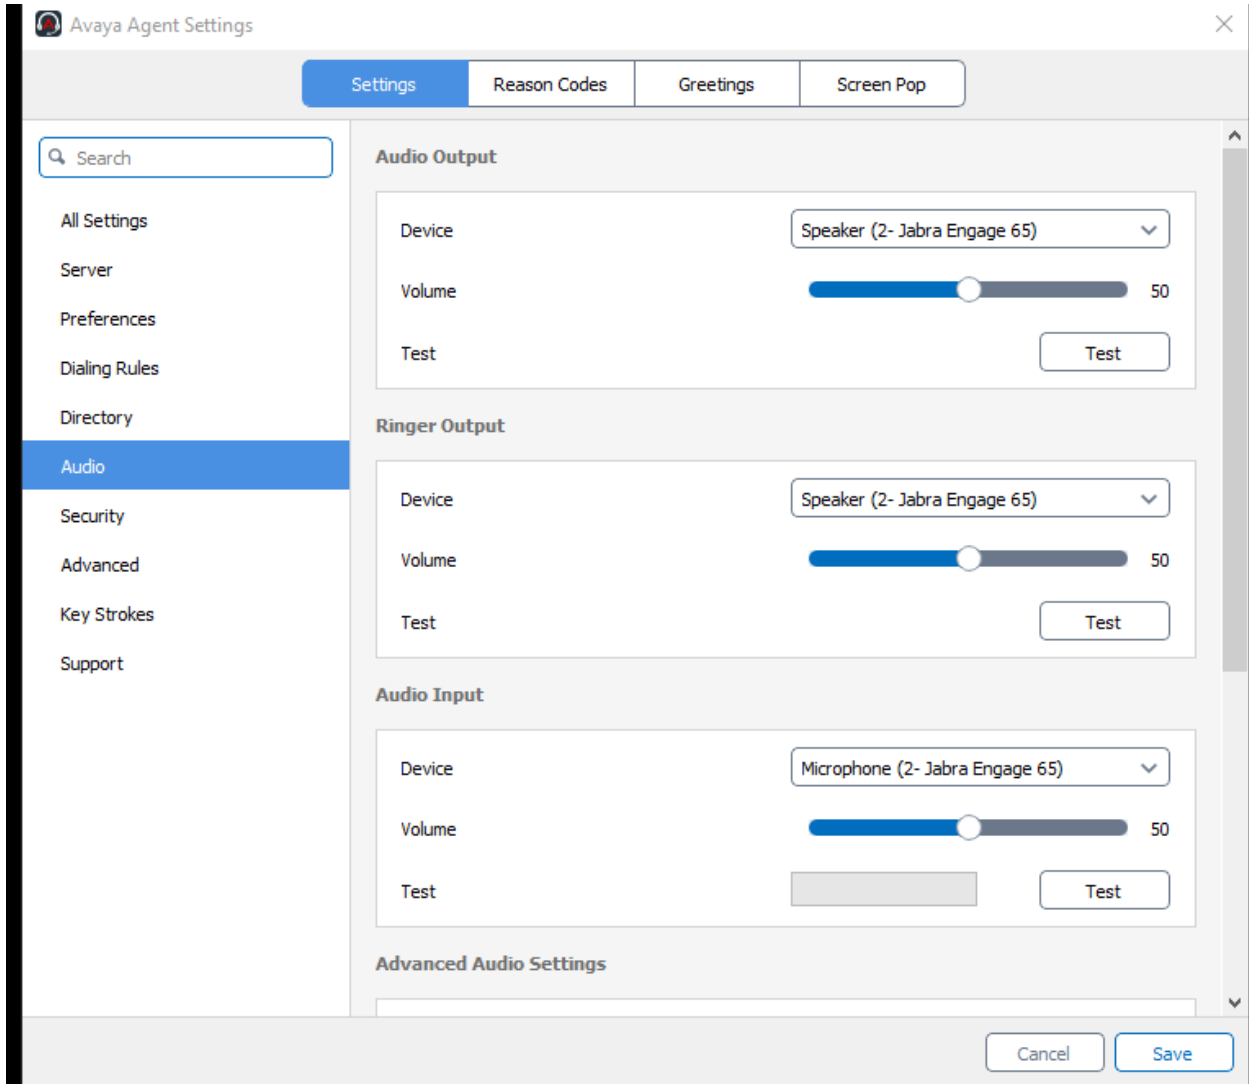 Avaya Agent Settings
Settings Reason Codes Greetings Screen Pop
Search
All Settings
Server
Preferences
Dialing Rules
Directory
Audio
Security
Advanced
Key Strokes
Support
Audio Output
Device Speaker (2- Jabra Engage 65)
Volume 50
Test Test
Ringer Output
Device Speaker (2- Jabra Engage 65)
Volume 50
Test Test
Audio Input
Device Microphone (2- Jabra Engage 65)
Volume 50
Test Test
Advanced Audio Settings
Cancel Save